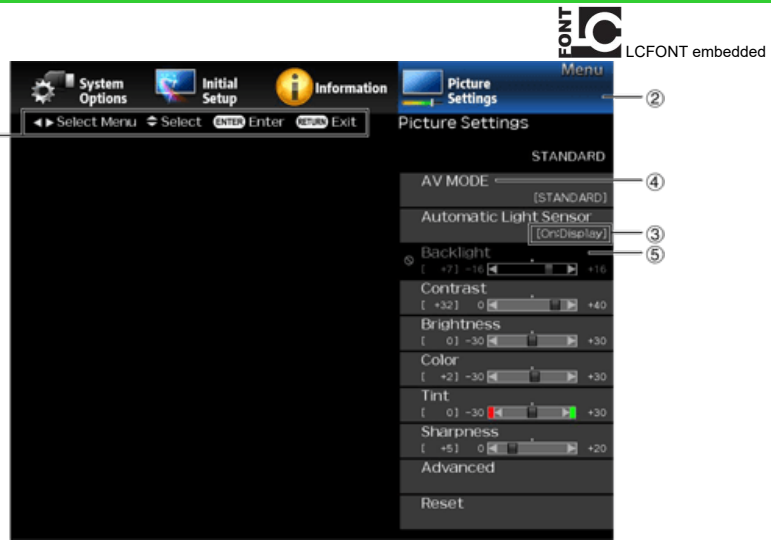 FONT LC
LCFONT embedded
Menu
System Options
Initial Setup
Information
Picture Settings
②
◄►Select Menu ≑Select ENTER Enter RETURN Exit
Picture Settings
STANDARD
AV MODE
④
[STANDARD]
Automatic Light Sensor
[On:Display]
③
Backlight
⑤
[ +7] -16 +16
Contrast
[ +32] 0 +40
Brightness
[ 0] -30 +30
Color
[ +2] -30 +30
Tint
[ 0] -30 +30
Sharpness
[ +5] 0 +20
Advanced
Reset